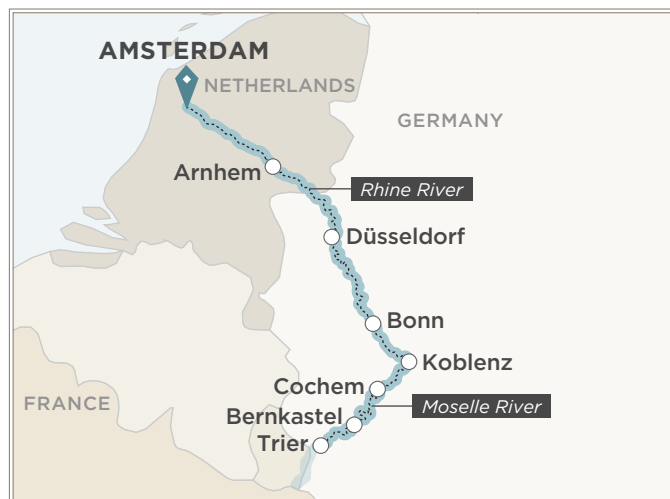 AMSTERDAM
NETHERLANDS
GERMANY
Arnhem
Rhine River
Düsseldorf
Bonn
Koblenz
Cochem
FRANCE
Moselle River
Bernkastel
Trier